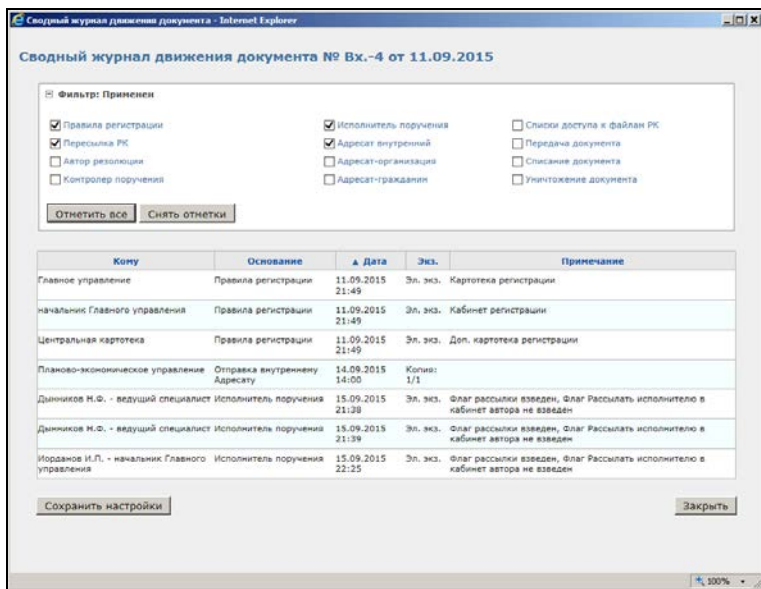 Сводный журнал движения документа - Internet Explorer
Сводный журнал движения документа № Вх.-4 от 11.09.2015
Фильтр: Применен
Правила регистрации Исполнитель поручения Списки доступа к файлам РК
Пересылка РК Адресат внутренний Передача документа
Автор резолюции Адресат-организация Списание документа
Контролер поручения Адресат-гражданин Уничтожение документа
Отметить все Снять отметки
Кому Основание ▲ Дата Экз. Примечание
Главное управление Правила регистрации 11.09.2015 Эл. экз. Картотека регистрации
21:49
начальник Главного управления Правила регистрации 11.09.2015 Эл. экз. Кабинет регистрации
21:49
Центральная картотека Правила регистрации 11.09.2015 Эл. экз. Доп. картотека регистрации
21:49
Планово-экономическое управление Отправка внутреннему 14.09.2015 Копия:
Адресату 14:00 1/1
Дынников Н.Ф. - ведущий специалист Исполнитель поручения 15.09.2015 Эл. экз. Флаг рассылки взведен, Флаг Рассылать исполнителю в
21:38 кабинет автора не взведен
Дынников Н.Ф. - ведущий специалист Исполнитель поручения 15.09.2015 Эл. экз. Флаг рассылки взведен, Флаг Рассылать исполнителю в
21:39 кабинет автора не взведен
Иорданов И.П. - начальник Главного Исполнитель поручения 15.09.2015 Эл. экз. Флаг рассылки взведен, Флаг Рассылать исполнителю в
управления 22:25 кабинет автора не взведен
Сохранить настройки Закрыть
100%